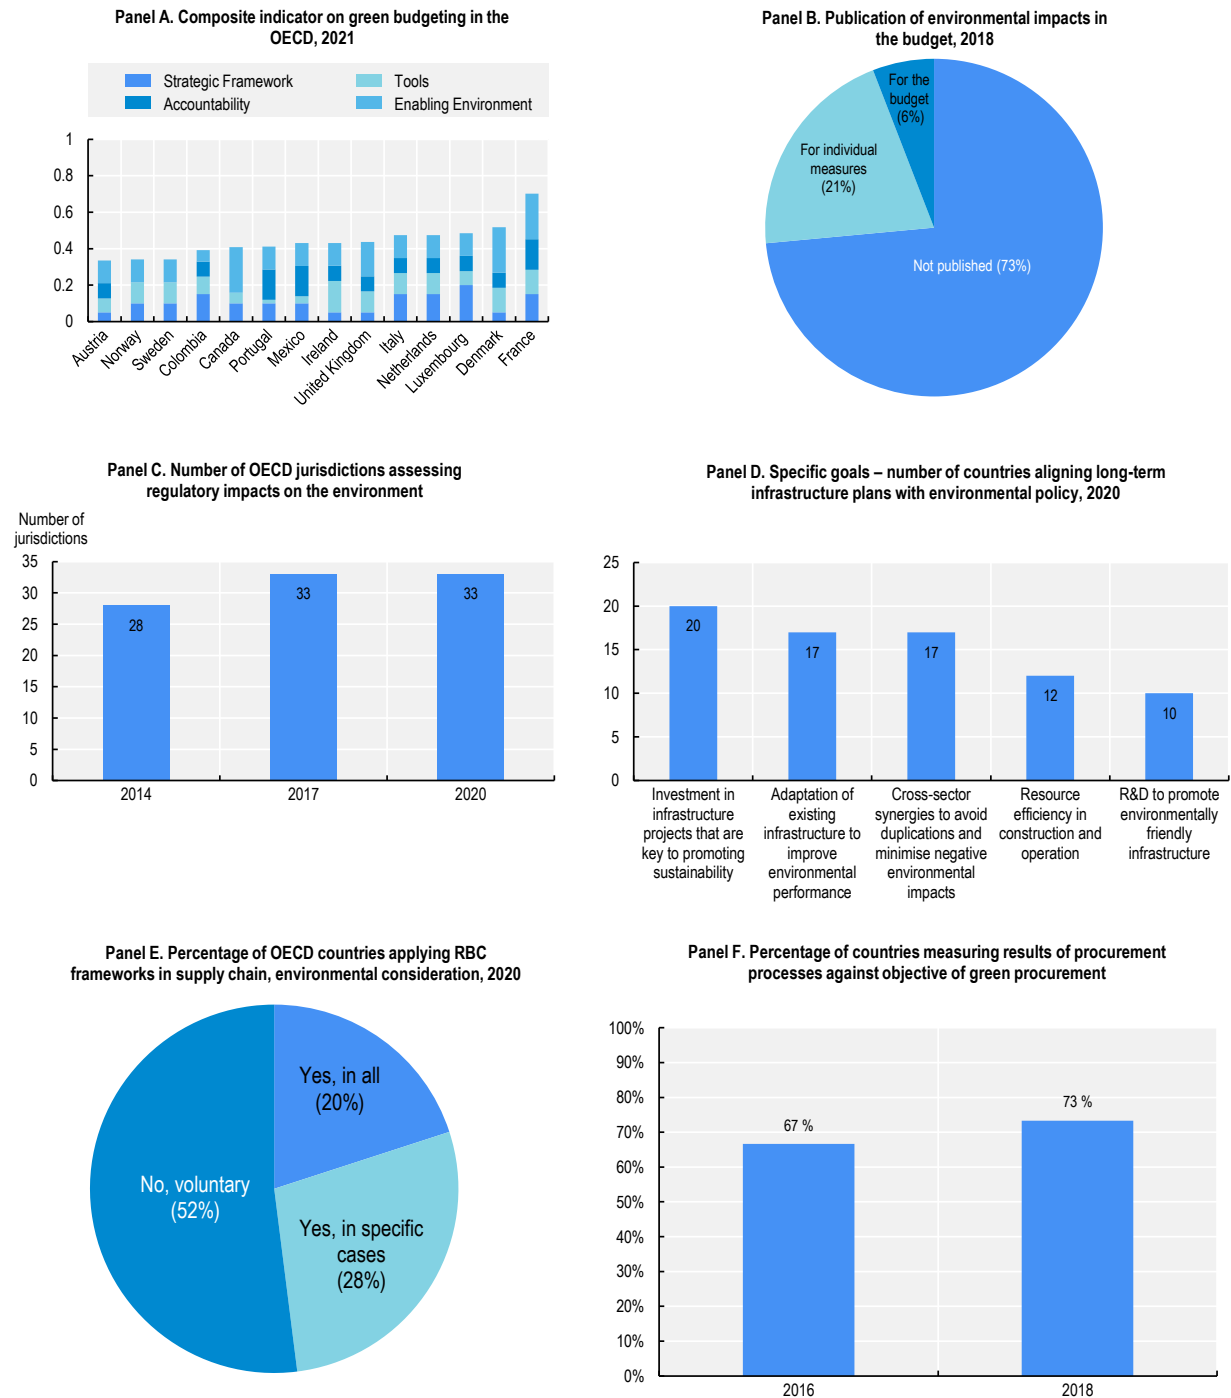 Panel A. Composite indicator on green budgeting in the
OECD, 2021
Strategic Framework
Tools
Accountability
Enabling Environment
1
0.8
0.6
0.4
0.2
0
Austria
Norway
Sweden
Colombia
Canada
Portugal
Mexico
Ireland
United Kingdom
Italy
Netherlands
Luxembourg
Denmark
France
Panel B. Publication of environmental impacts in
the budget, 2018
For the
budget
(6%)
For individual
measures
(21%)
Not published (73%)
Panel C. Number of OECD jurisdictions assessing
regulatory impacts on the environment
Number of
jurisdictions
35
30
25
20
15
10
5
0
28
33
33
2014
2017
2020
Panel D. Specific goals – number of countries aligning long-term
infrastructure plans with environmental policy, 2020
25
20
15
10
5
0
20
17
17
12
10
Investment in
infrastructure
projects that are
key to promoting
sustainability
Adaptation of
existing
infrastructure to
improve
environmental
performance
Cross-sector
synergies to avoid
duplications and
minimise negative
environmental
impacts
Resource
efficiency in
construction and
operation
R&D to promote
environmentally
friendly
infrastructure
Panel E. Percentage of OECD countries applying RBC
frameworks in supply chain, environmental consideration, 2020
Yes, in all
(20%)
No, voluntary
(52%)
Yes, in specific
cases
(28%)
Panel F. Percentage of countries measuring results of procurement
processes against objective of green procurement
100%
90%
80%
70%
60%
50%
40%
30%
20%
10%
0%
67 %
73 %
2016
2018